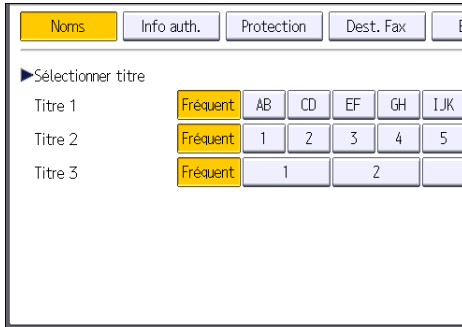 Noms Info auth. Protection Dest. Fax
▶Sélectionner titre
Titre 1 Fréquent AB CD EF GH IJK
Titre 2 Fréquent 1 2 3 4 5
Titre 3 Fréquent 1 2